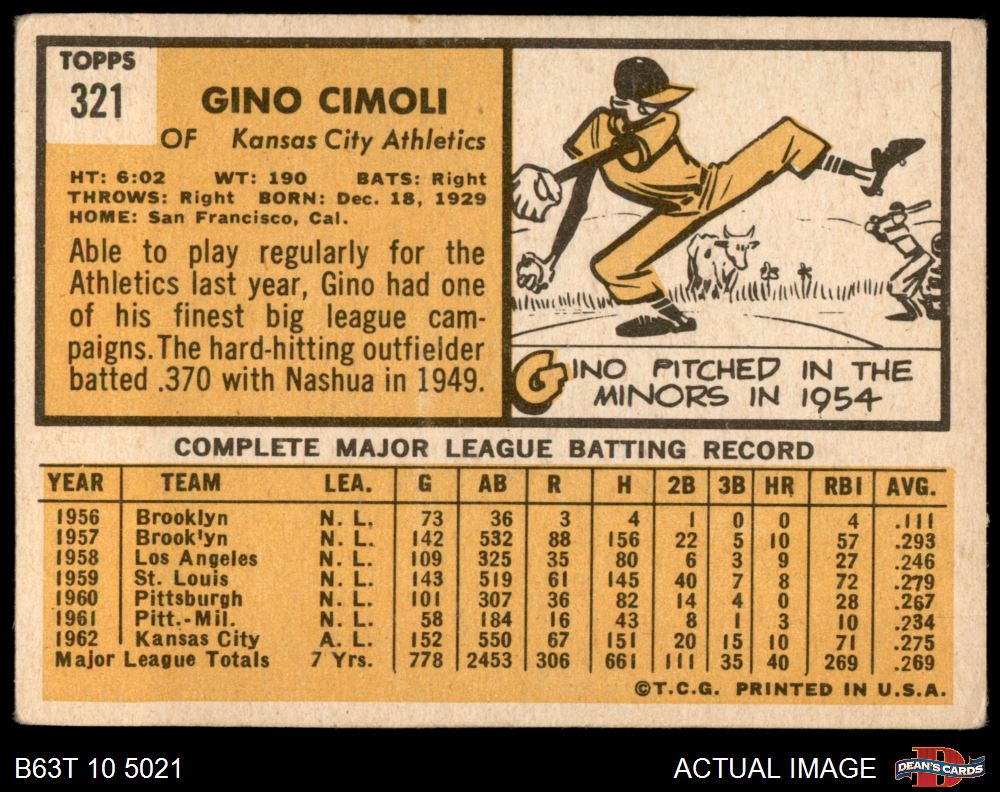 TOPPS
321
GINO CIMOLI
OF Kansas City Athletics
HT: 6:02 WT: 190 BATS: Right
THROWS: Right BORN: Dec. 18, 1929
HOME: San Francisco, Cal.
Able to play regularly for the
Athletics last year, Gino had one
of his finest big league cam-
paigns. The hard-hitting outfielder
batted .370 with Nashua in 1949.
GINO PITCHED IN THE
MINORS IN 1954
COMPLETE MAJOR LEAGUE BATTING RECORD
YEAR TEAM LEA. G AB R H 2B 3B HR RBI AVG.
1956 Brooklyn N. L. 73 36 3 4 1 0 0 4 .111
1957 Brook'yn N. L. 142 532 88 156 22 5 10 57 .293
1958 Los Angeles N. L. 109 325 35 80 6 3 9 27 .246
1959 St. Louis N. L. 143 519 61 145 40 7 8 72 .279
1960 Pittsburgh N. L. 101 307 36 82 14 4 0 28 .267
1961 Pitt.-Mil. N. L. 58 184 16 43 8 1 3 10 .234
1962 Kansas City A. L. 152 550 67 151 20 15 10 71 .275
Major League Totals 7 Yrs. 778 2453 306 661 111 35 40 269 .269
©T.C.G. PRINTED IN U.S.A.
B63T 10 5021
ACTUAL IMAGE
D
DEAN'S CARDS